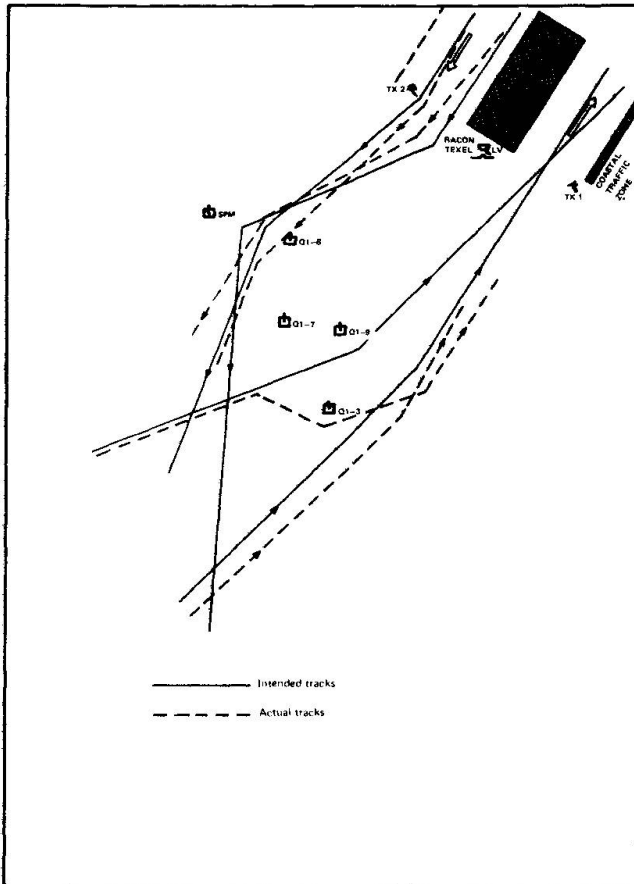 TX 2
RACON
TEXEL LV
TX 1
COASTAL
TRAFFIC
ZONE
SPM
Q1-8
Q1-7
Q1-9
Q1-3
Intended tracks
Actual tracks